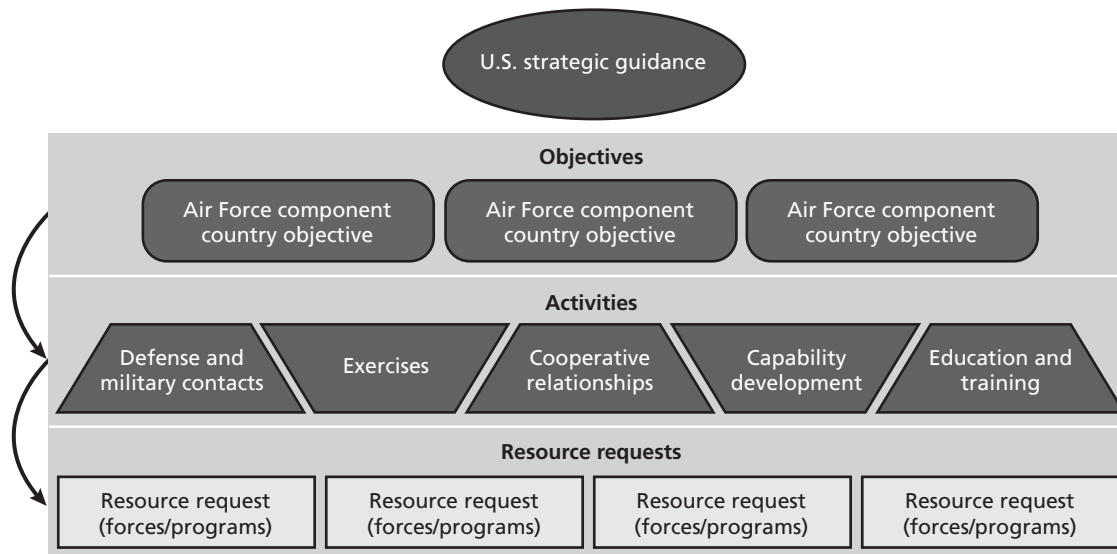 U.S. strategic guidance
Objectives
Air Force component
country objective
Air Force component
country objective
Air Force component
country objective
Activities
Defense and
military contacts
Exercises
Cooperative
relationships
Capability
development
Education and
training
Resource requests
Resource request
(forces/programs)
Resource request
(forces/programs)
Resource request
(forces/programs)
Resource request
(forces/programs)